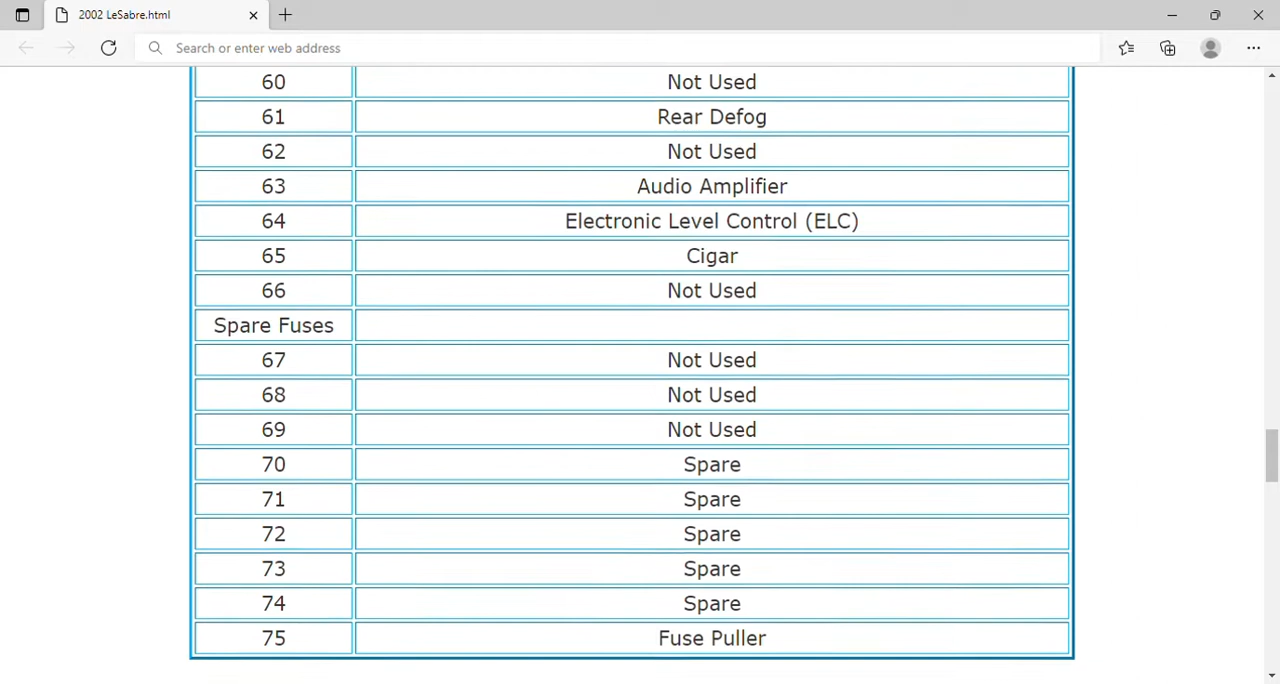 2002 LeSabre.html
Search or enter web address
60 Not Used
61 Rear Defog
62 Not Used
63 Audio Amplifier
64 Electronic Level Control (ELC)
65 Cigar
66 Not Used
Spare Fuses
67 Not Used
68 Not Used
69 Not Used
70 Spare
71 Spare
72 Spare
73 Spare
74 Spare
75 Fuse Puller